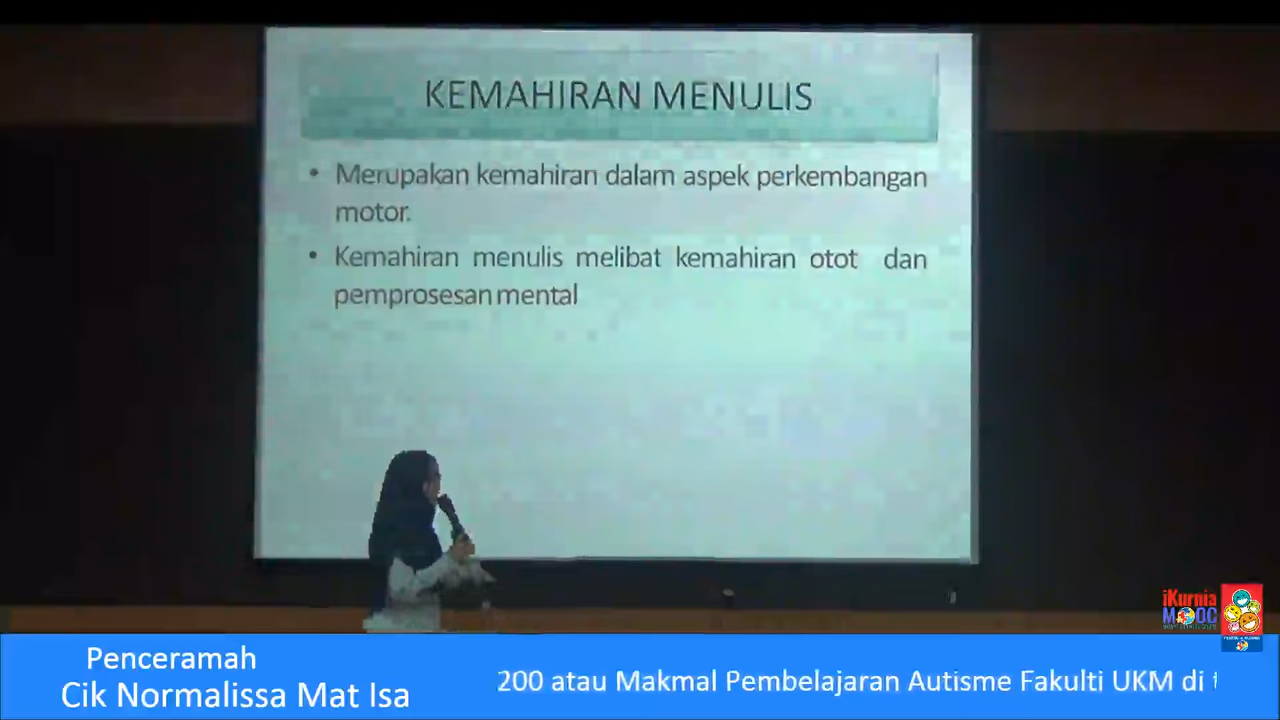 KEMAHIRAN MENULIS
• Merupakan kemahiran dalam aspek perkembangan
motor.
• Kemahiran menulis melibat kemahiran otot dan
pemprosesan mental
iKurnia
MOOC
Penceramah
Cik Normalissa Mat Isa
200 atau Makmal Pembelajaran Autisme Fakulti UKM di